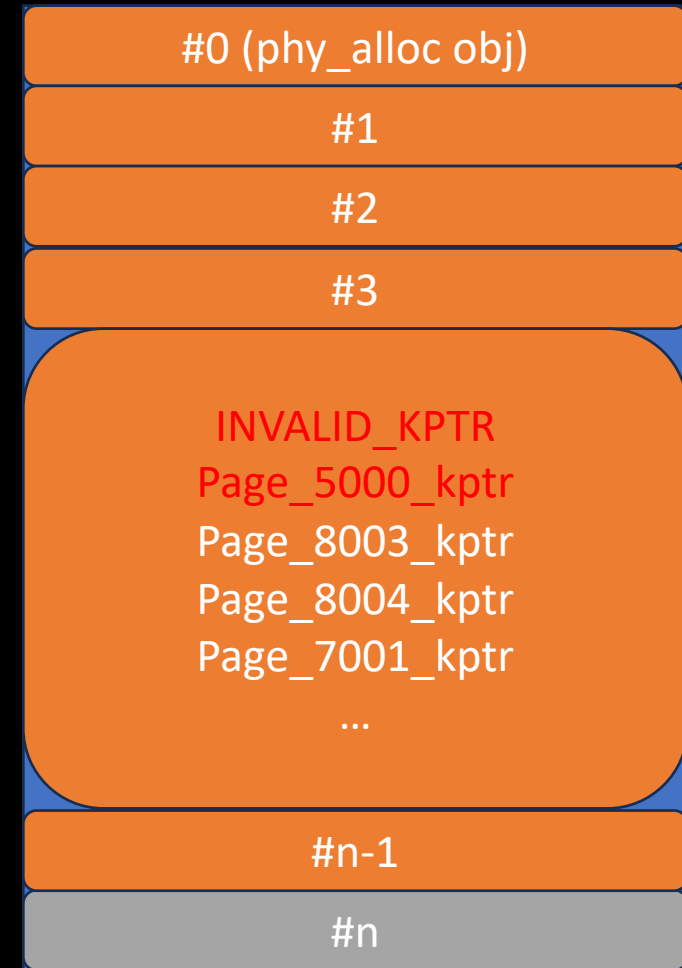 #0 (phy_alloc obj)
#1
#2
#3
INVALID_KPTR
Page_5000_kptr
Page_8003_kptr
Page_8004_kptr
Page_7001_kptr
...
#n-1
#n